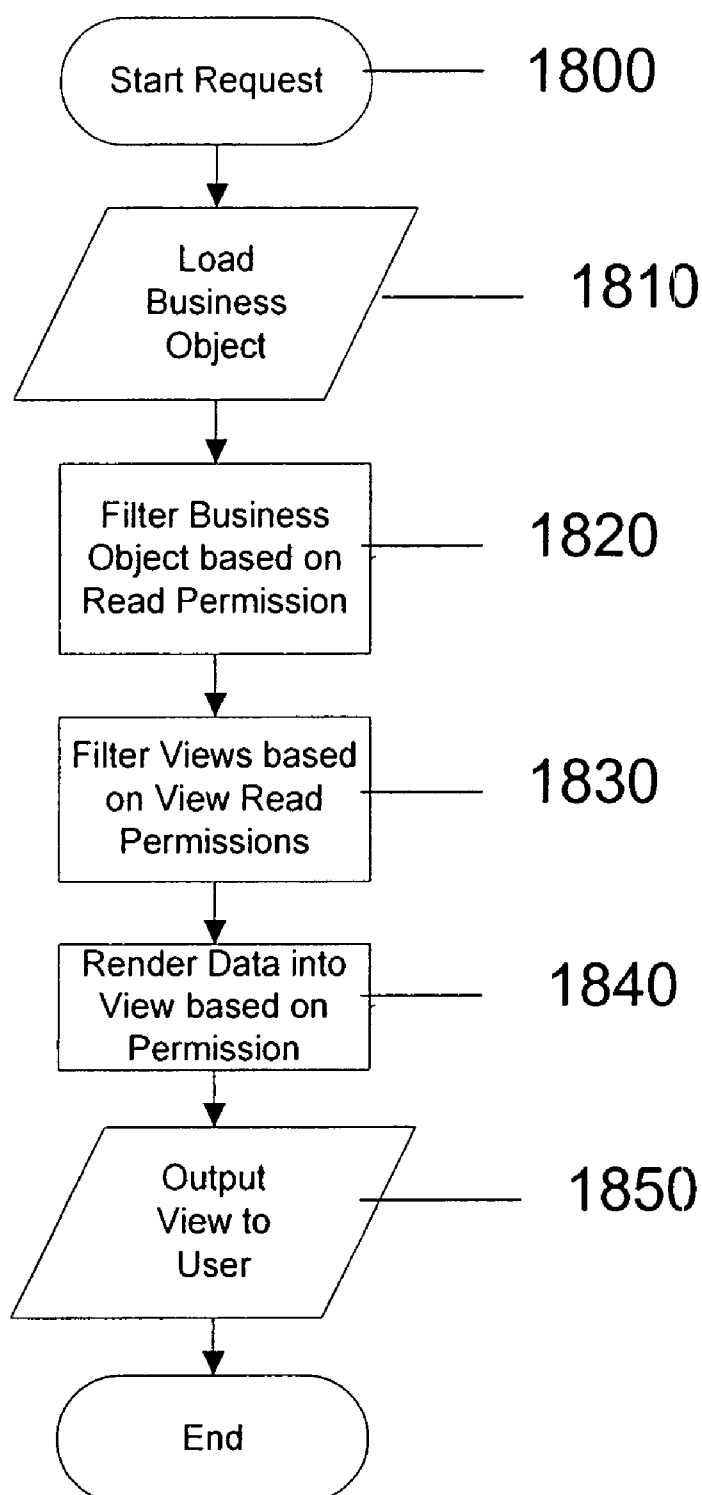 Start Request
1800
Load
Business
Object
1810
Filter Business
Object based on
Read Permission
1820
Filter Views based
on View Read
Permissions
1830
Render Data into
View based on
Permission
1840
Output
View to
User
1850
End